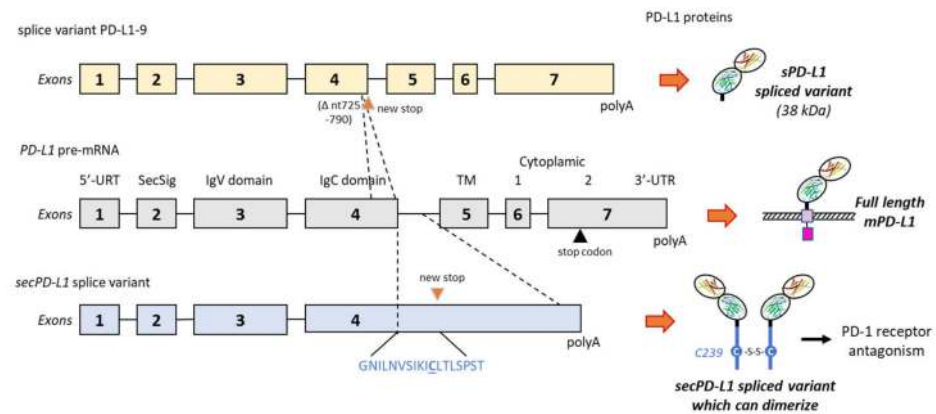 splice variant PD-L1-9
PD-L1 proteins
Exons 1 2 3 4 5 6 7
polyA
(Δ nt725
-790)
new stop
sPD-L1
spliced variant
(38 kDa)
PD-L1 pre-mRNA
Cytoplamic
5'-URT SecSig IgV domain IgC domain TM 1 2 3'-UTR
Exons 1 2 3 4 5 6 7
polyA
stop codon
Full length
mPD-L1
secPD-L1 splice variant
new stop
Exons 1 2 3 4
polyA
GNILNVSIKICLTLSPST
C239 C -S-S- C
PD-1 receptor
antagonism
secPD-L1 spliced variant
which can dimerize